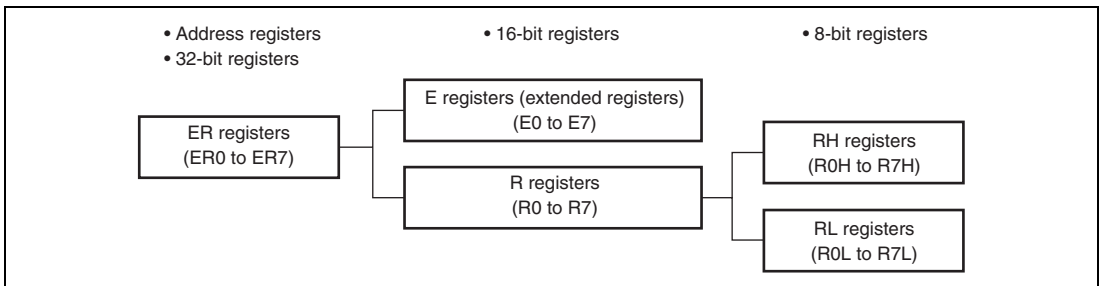 • Address registers
• 32-bit registers
• 16-bit registers
• 8-bit registers
ER registers
(ER0 to ER7)
E registers (extended registers)
(E0 to E7)
R registers
(R0 to R7)
RH registers
(R0H to R7H)
RL registers
(R0L to R7L)